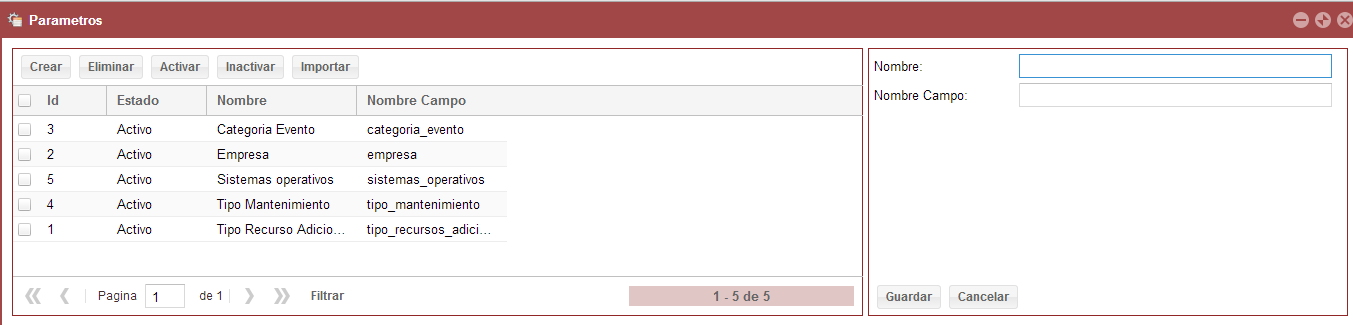 Parametros
Crear Eliminar Activar Inactivar Importar
Id Estado Nombre Nombre Campo
3 Activo Categoria Evento categoria_evento
2 Activo Empresa empresa
5 Activo Sistemas operativos sistemas_operativos
4 Activo Tipo Mantenimiento tipo_mantenimiento
1 Activo Tipo Recurso Adicio... tipo_recursos_adici...
Pagina 1 de 1 Filtrar 1 - 5 de 5
Nombre:
Nombre Campo:
Guardar Cancelar